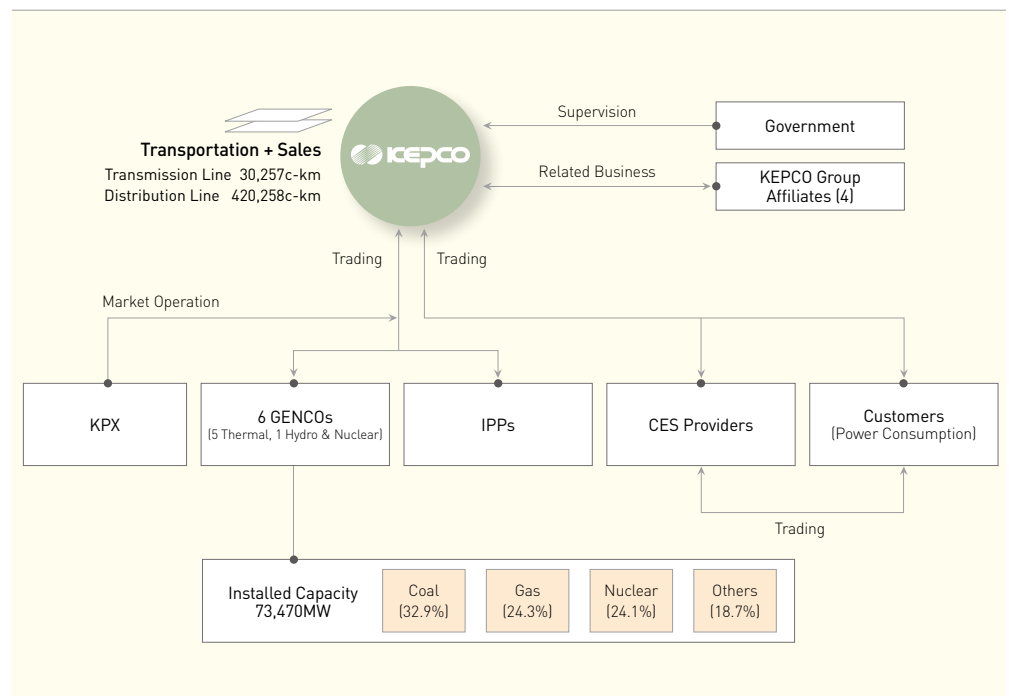 KEPCO
Supervision
Government
Transportation + Sales
Transmission Line 30,257c-km
Distribution Line 420,258c-km
Related Business
KEPCO Group
Affiliates (4)
Trading
Trading
Market Operation
KPX
6 GENCOs
(5 Thermal, 1 Hydro & Nuclear)
IPPs
CES Providers
Customers
(Power Consumption)
Trading
Installed Capacity
73,470MW
Coal
(32.9%)
Gas
(24.3%)
Nuclear
(24.1%)
Others
(18.7%)